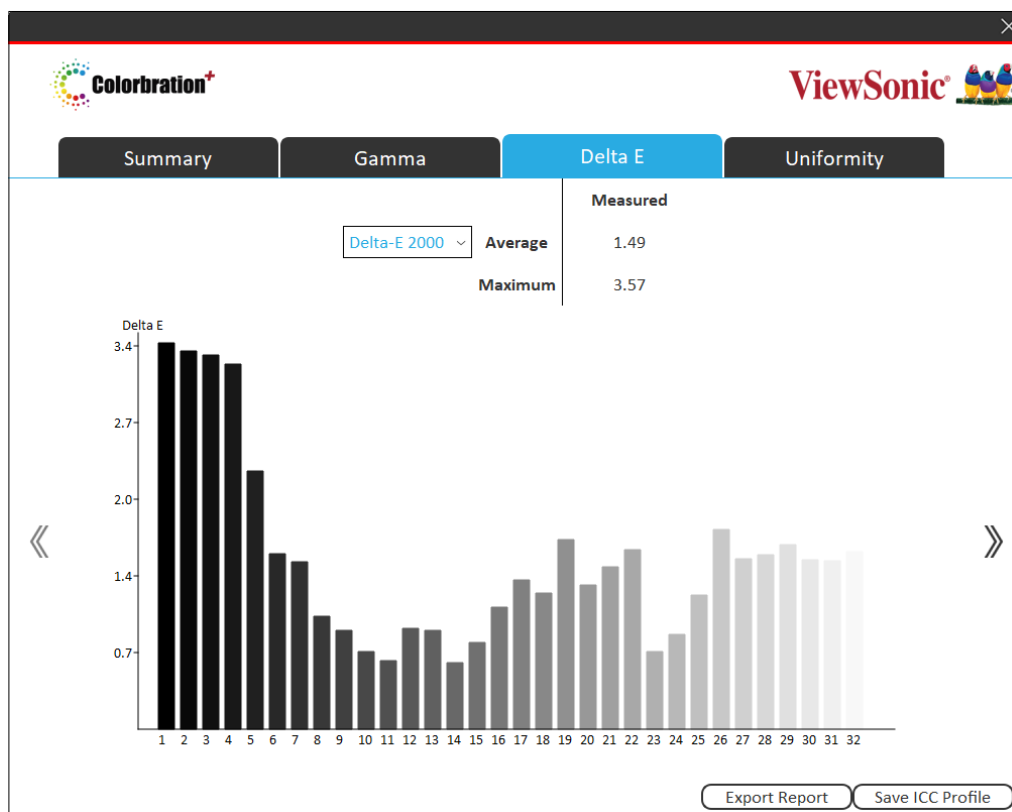 Colorbration+
ViewSonic®
Summary Gamma Delta E Uniformity
Measured
Delta-E 2000 Average 1.49
Maximum 3.57
Delta E
3.4
2.7
2.0
1.4
0.7
1 2 3 4 5 6 7 8 9 10 11 12 13 14 15 16 17 18 19 20 21 22 23 24 25 26 27 28 29 30 31 32
Export Report Save ICC Profile